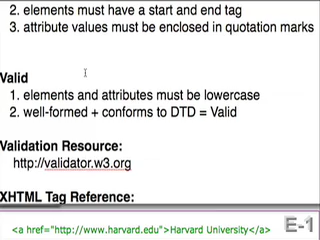 2. elements must have a start and end tag
3. attribute values must be enclosed in quotation marks
Valid
1. elements and attributes must be lowercase
2. well-formed + conforms to DTD = Valid
Validation Resource:
http://validator.w3.org
XHTML Tag Reference:
<a href="http://www.harvard.edu">Harvard University</a>
E-1